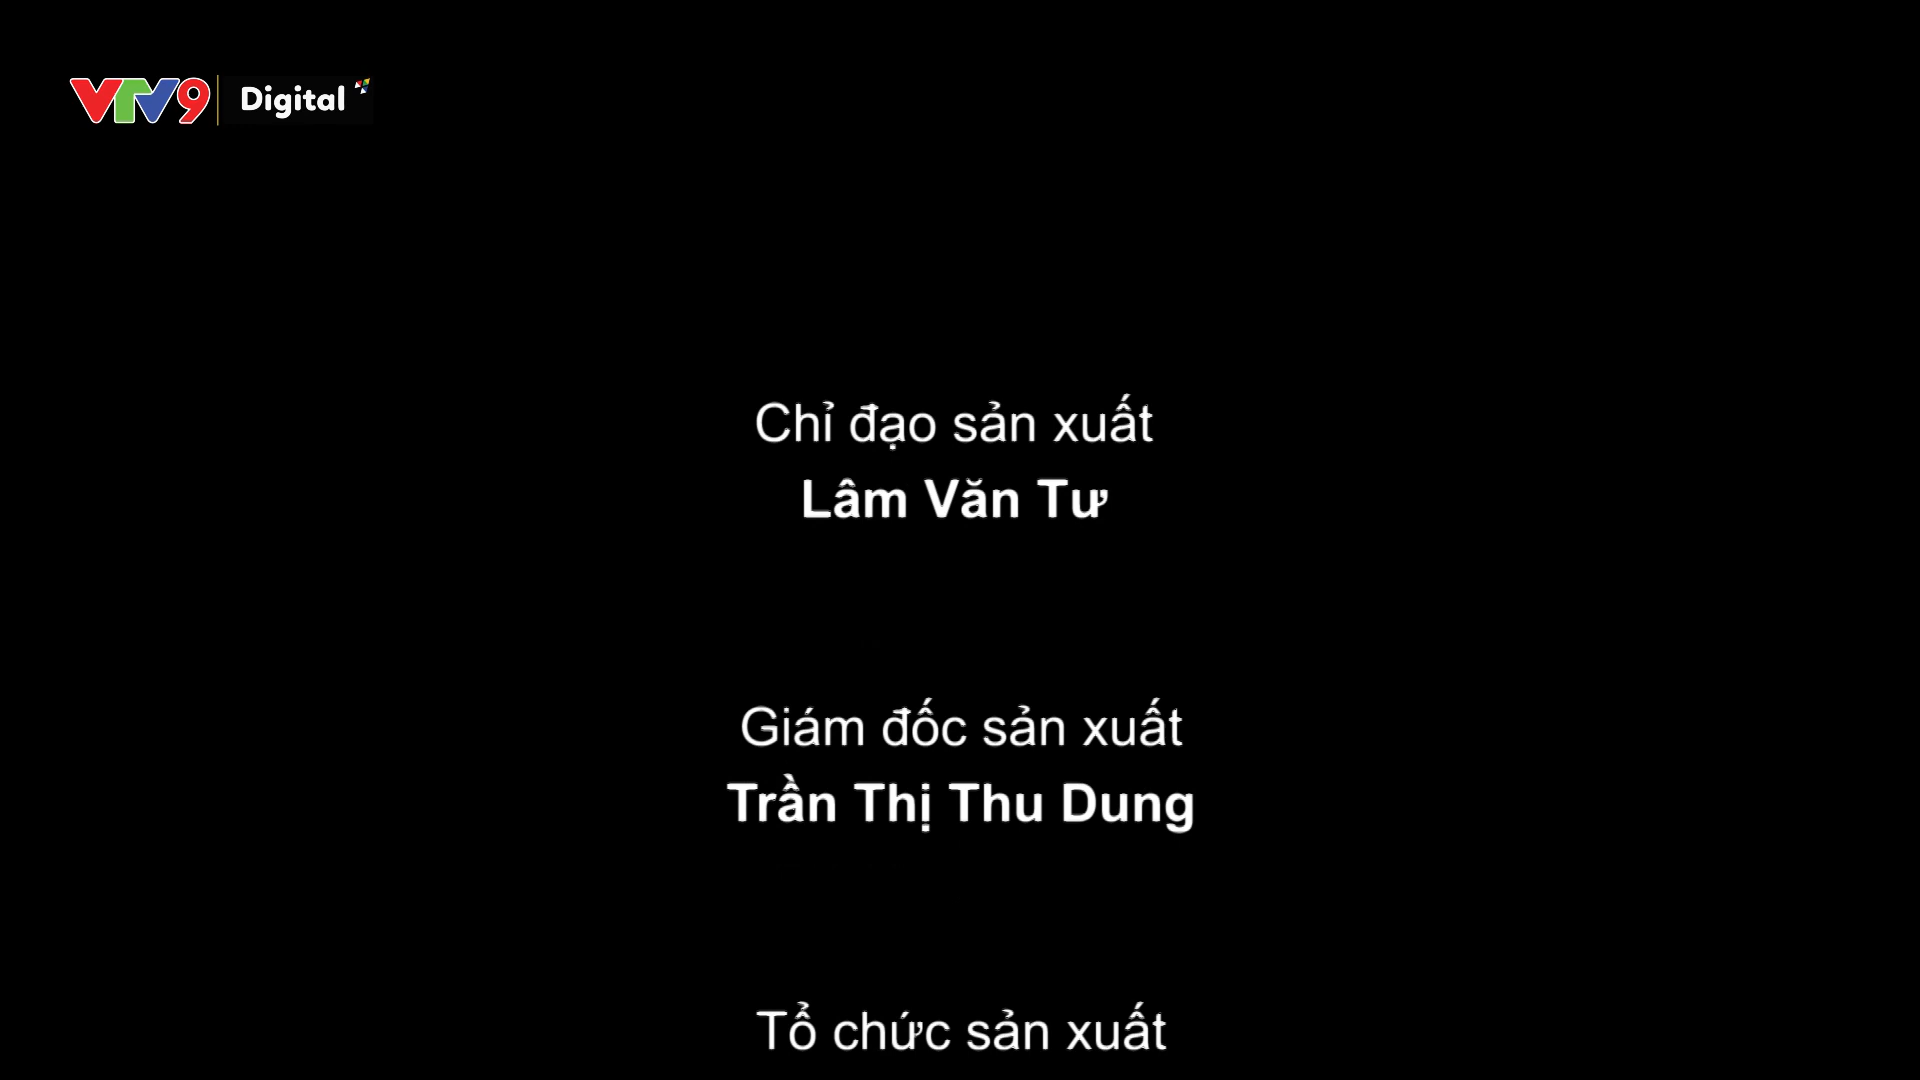 VTV9 Digital
Chỉ đạo sản xuất
Lâm Văn Tư
Giám đốc sản xuất
Trần Thị Thu Dung
Tổ chức sản xuất